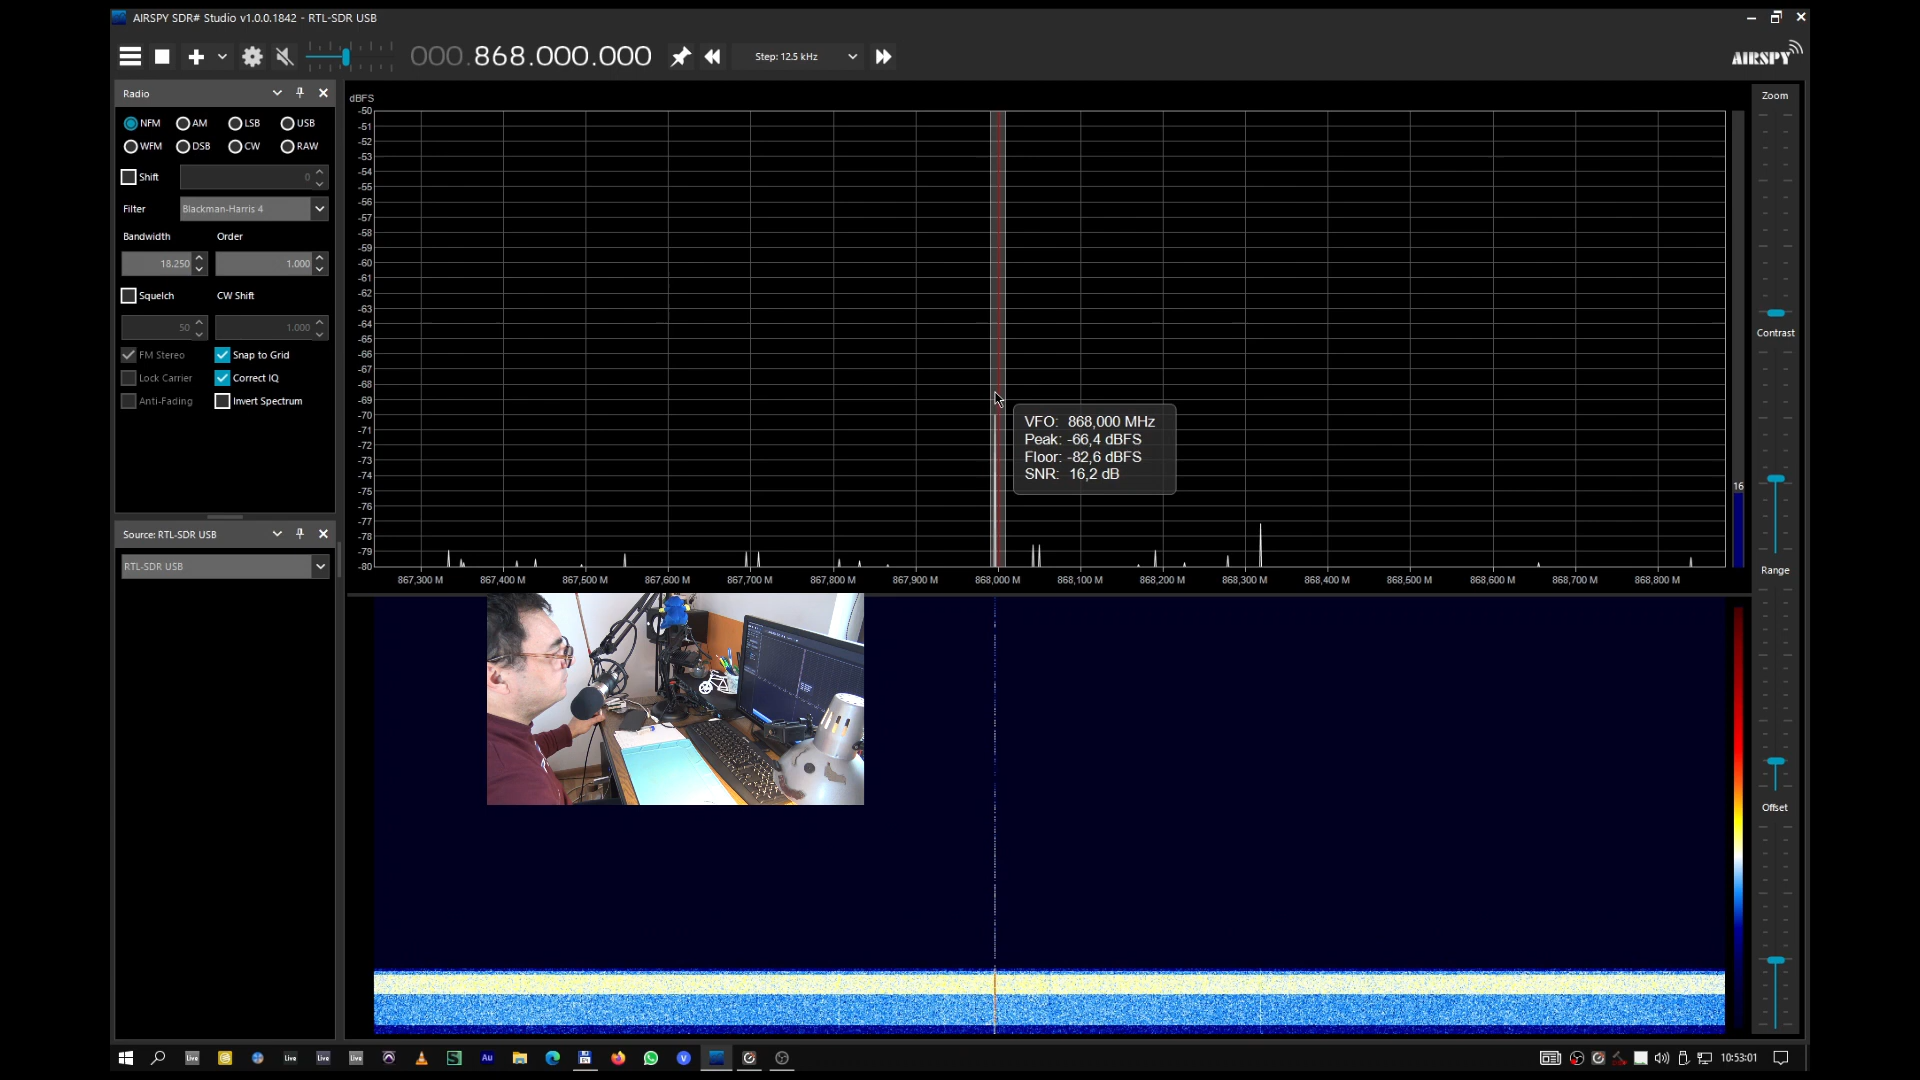 AIRSPY SDR# Studio v1.0.0.1842 - RTL-SDR USB
000.868.000.000
Step: 12.5 kHz
AIRSPY
Radio
NFM AM LSB USB
WFM DSB CW RAW
Shift 0
Filter Blackman-Harris 4
Bandwidth Order
18.250 1.000
Squelch CW Shift
50 1.000
FM Stereo Snap to Grid
Lock Carrier Correct IQ
Anti-Fading Invert Spectrum
Source: RTL-SDR USB
RTL-SDR USB
dBFS
-50
-51
-52
-53
-54
-55
-56
-57
-58
-59
-60
-61
-62
-63
-64
-65
-66
-67
-68
-69
-70
-71
-72
-73
-74
-75
-76
-77
-78
-79
-80
VFO: 868,000 MHz
Peak: -66,4 dBFS
Floor: -82,6 dBFS
SNR: 16,2 dB
867,300 M 867,400 M 867,500 M 867,600 M 867,700 M 867,800 M 867,900 M 868,000 M 868,100 M 868,200 M 868,300 M 868,400 M 868,500 M 868,600 M 868,700 M 868,800 M
16
Zoom
Contrast
Range
Offset
Live Live Live Live S Au V 10:53:01